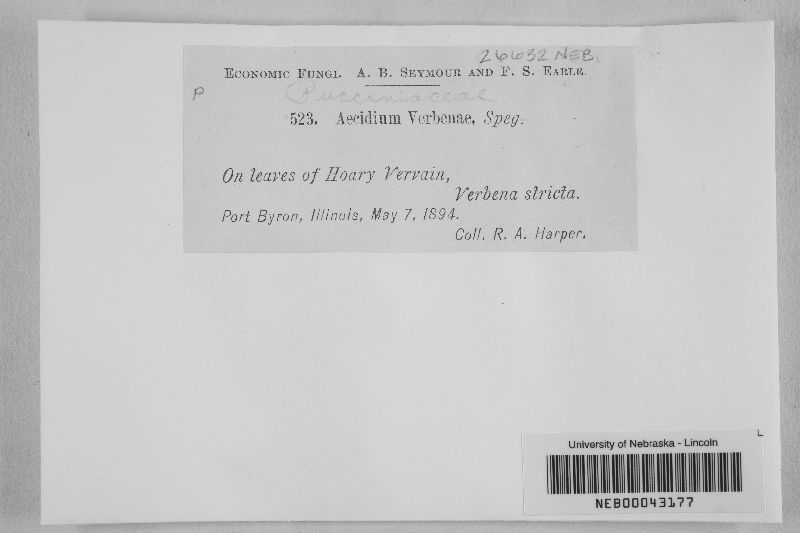 26632 NEB
ECONOMIC FUNGI. A. B. SEYMOUR AND F. S. EARLE.
P
Pucciniaceae
523. Aecidium Verbenae, Speg.
On leaves of Hoary Vervain,
Verbena stricta.
Port Byron, Illinois, May 7, 1894.
Coll. R. A. Harper.
L
University of Nebraska - Lincoln
NEB00043177